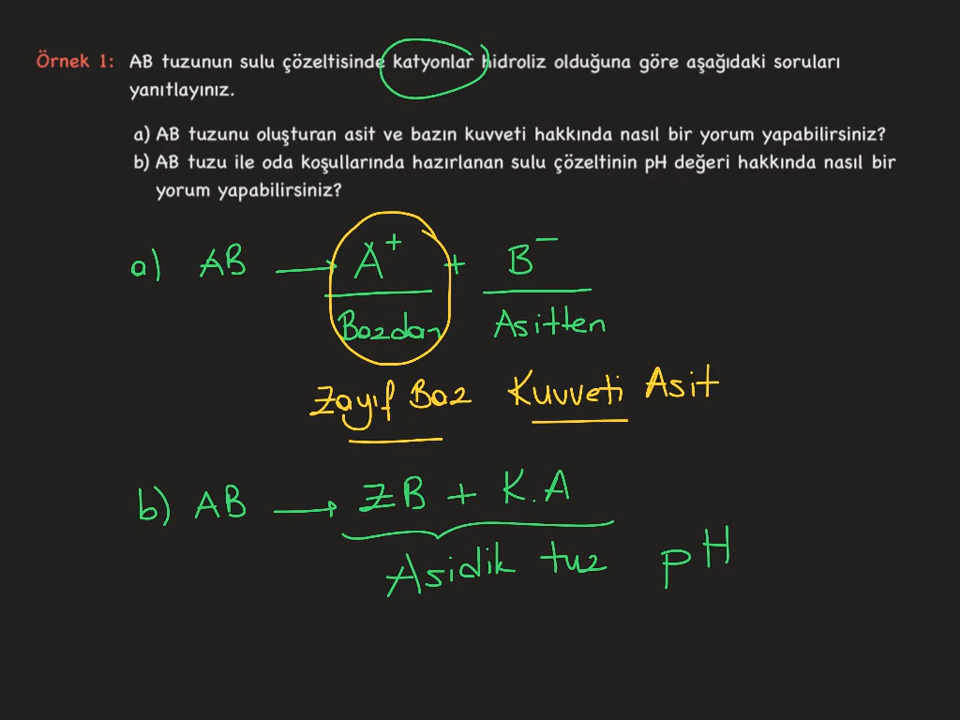 Örnek 1: AB tuzunun sulu çözeltisinde katyonlar hidroliz olduğuna göre aşağıdaki soruları
yanıtlayınız.
a) AB tuzunu oluşturan asit ve bazın kuvveti hakkında nasıl bir yorum yapabilirsiniz?
b) AB tuzu ile oda koşullarında hazırlanan sulu çözeltinin pH değeri hakkında nasıl bir
yorum yapabilirsiniz?
a) AB → A⁺ + B⁻
Bazdan Asitten
Zayıf Baz Kuvveti Asit
b) AB → ZB + K.A
Asidik tuz pH